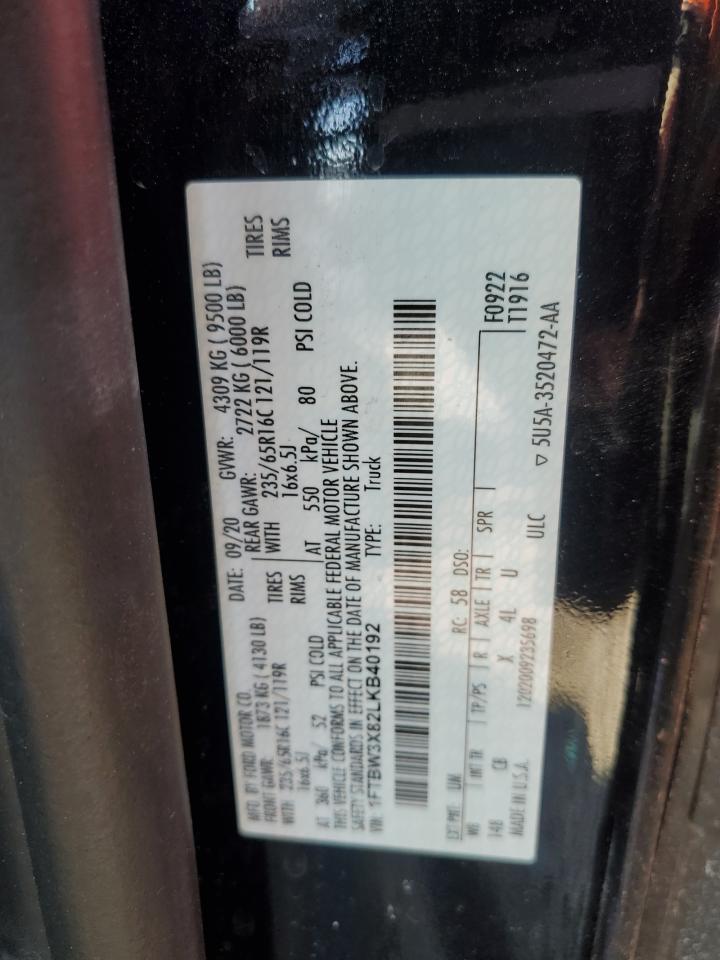 MFD. BY FORD MOTOR CO.
DATE: 09/20 GVWR: 4309 KG ( 9500 LB)
FRONT GAWR: 1873 KG ( 4130 LB) REAR GAWR: 2722 KG ( 6000 LB)
WITH 235/65R16C 121/119R TIRES WITH 235/65R16C 121/119R TIRES
16x6.5J RIMS 16x6.5J RIMS
AT 360 kPa/ 52 PSI COLD AT 550 kPa/ 80 PSI COLD
THIS VEHICLE CONFORMS TO ALL APPLICABLE FEDERAL MOTOR VEHICLE
SAFETY STANDARDS IN EFFECT ON THE DATE OF MANUFACTURE SHOWN ABOVE.
VIN: 1FTBW3X82LKB40192 TYPE: Truck
EXT PNT: UM RC: 58 DSO: F0922
WB INT TR TP/PS R AXLE TR SPR T1916
148 CB X 4L U
MADE IN U.S.A. 1202009235698 ULC
▽ 5U5A-3520472-AA